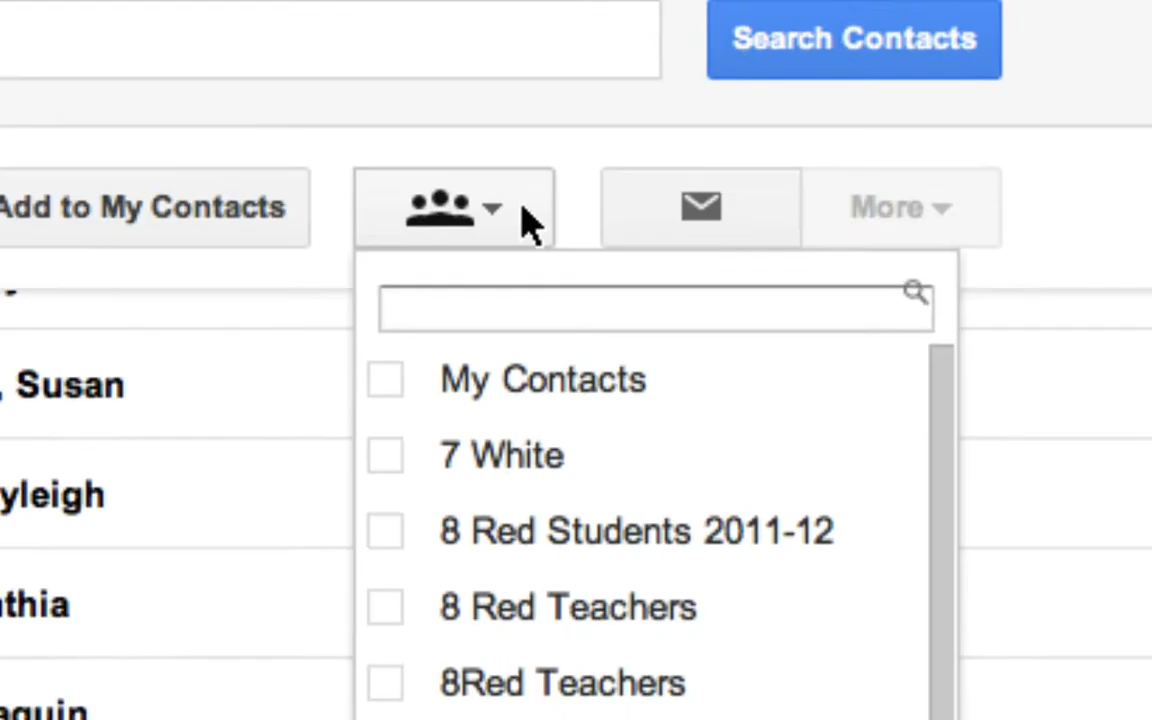 Search Contacts
Add to My Contacts
More
, Susan
yleigh
thia
aquin
My Contacts
7 White
8 Red Students 2011-12
8 Red Teachers
8Red Teachers